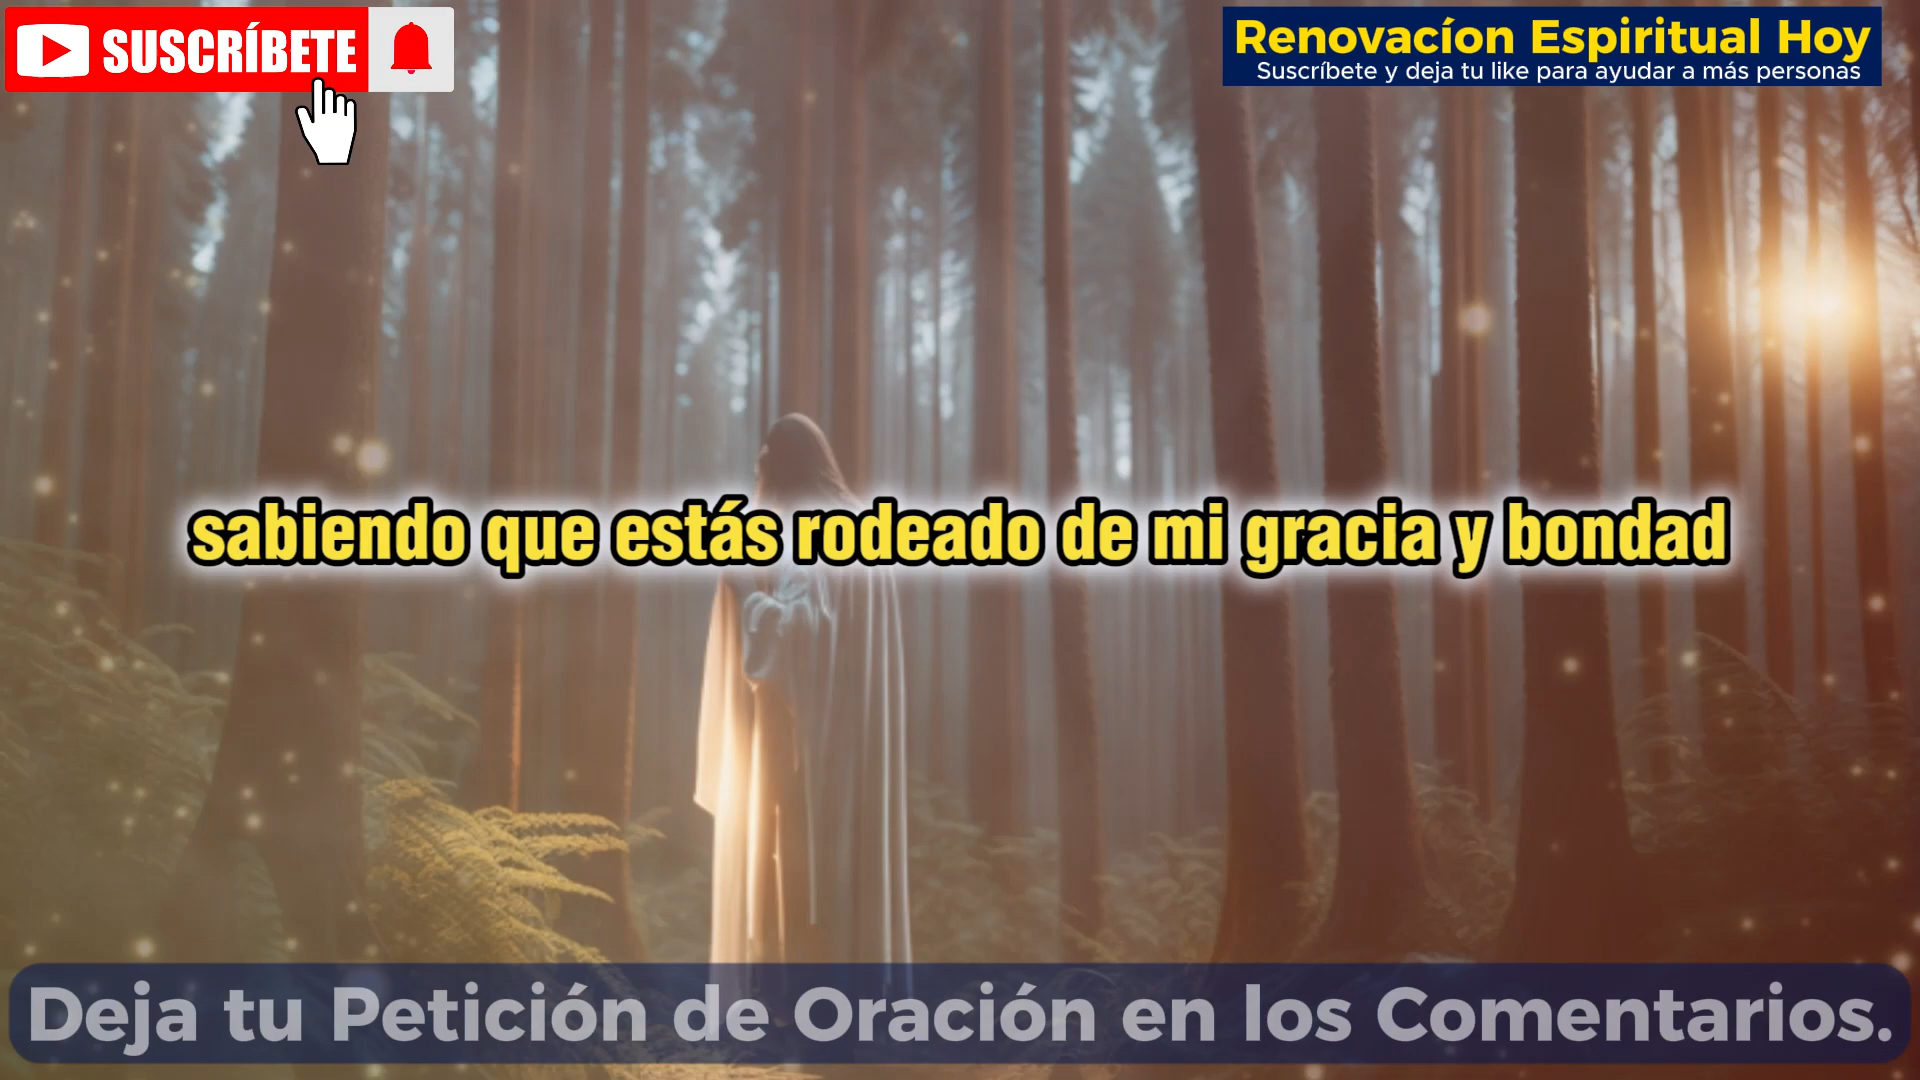 SUSCRÍBETE
Renovacíon Espiritual Hoy
Suscríbete y deja tu like para ayudar a más personas
sabiendo que estás rodeado de mi gracia y bondad
Deja tu Petición de Oración en los Comentarios.